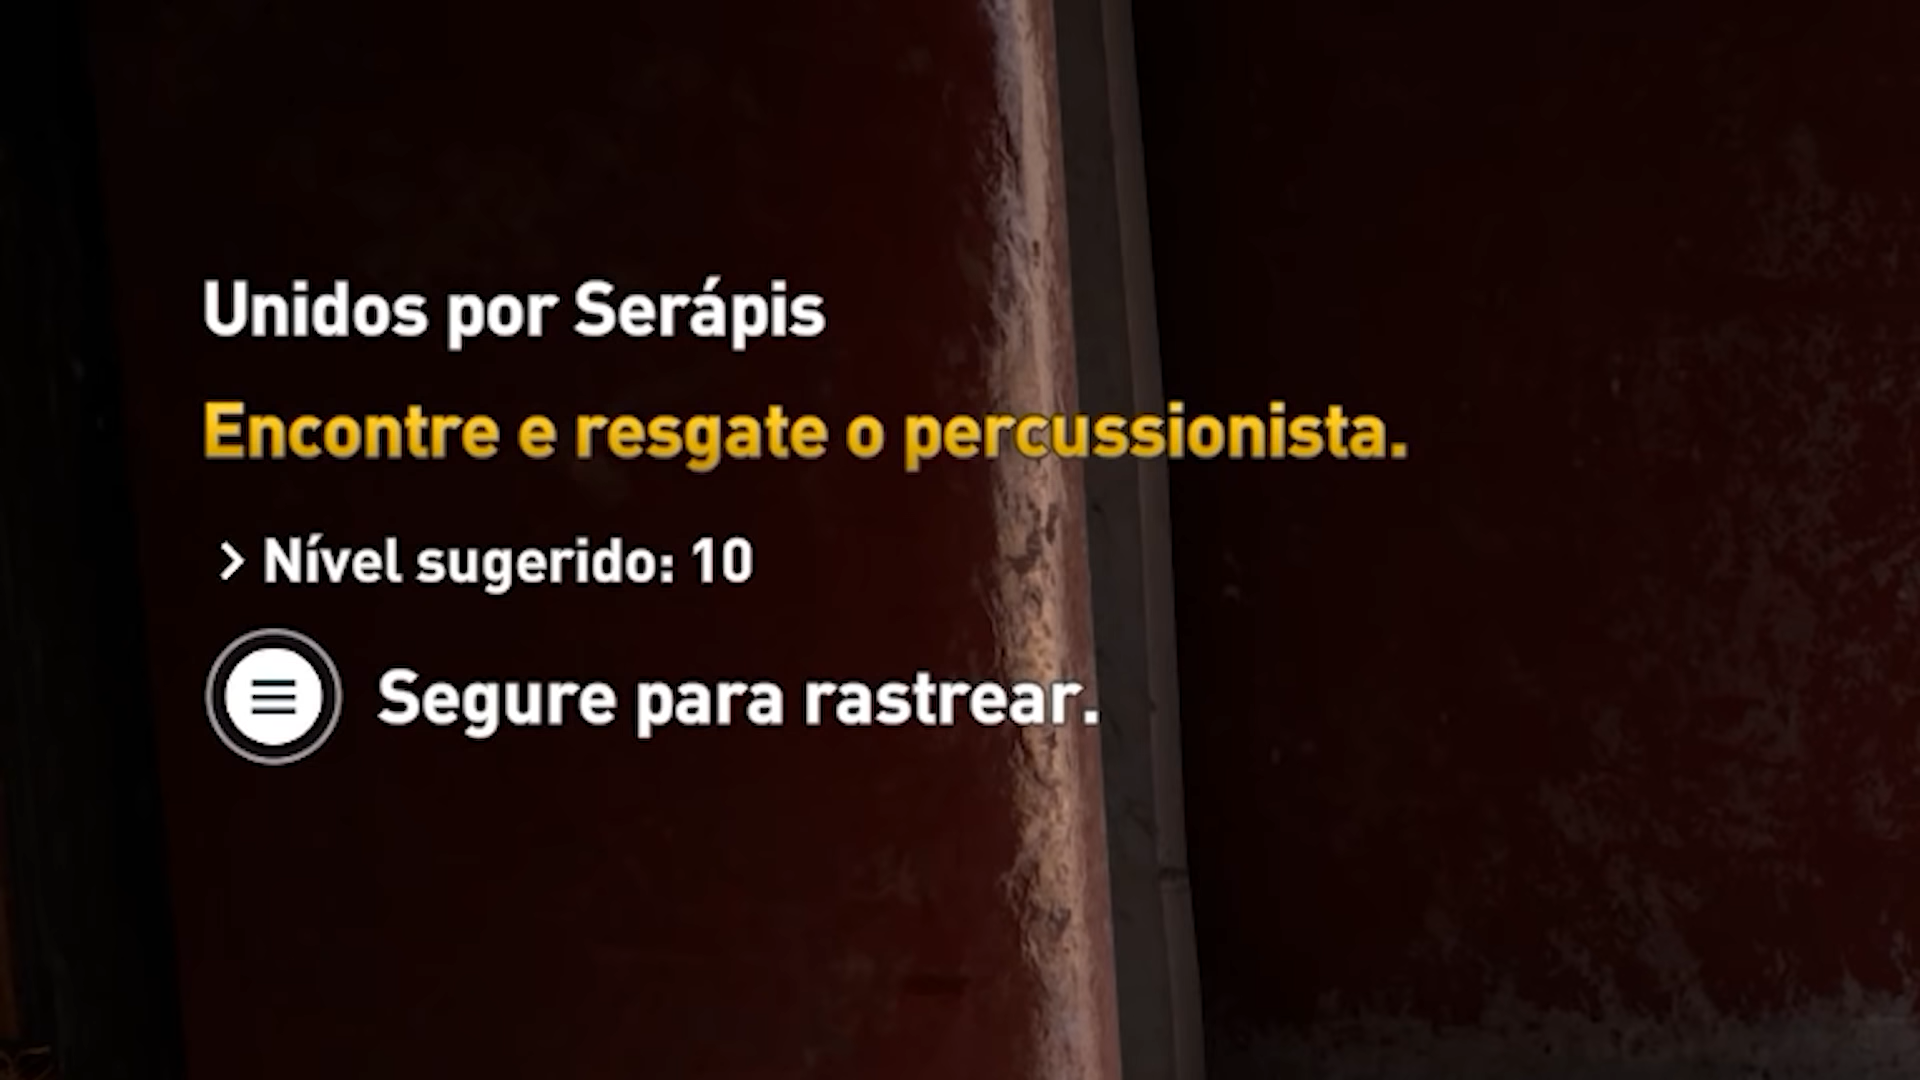 Unidos por Serápis
Encontre e resgate o percussionista.
> Nível sugerido: 10
Segure para rastrear.